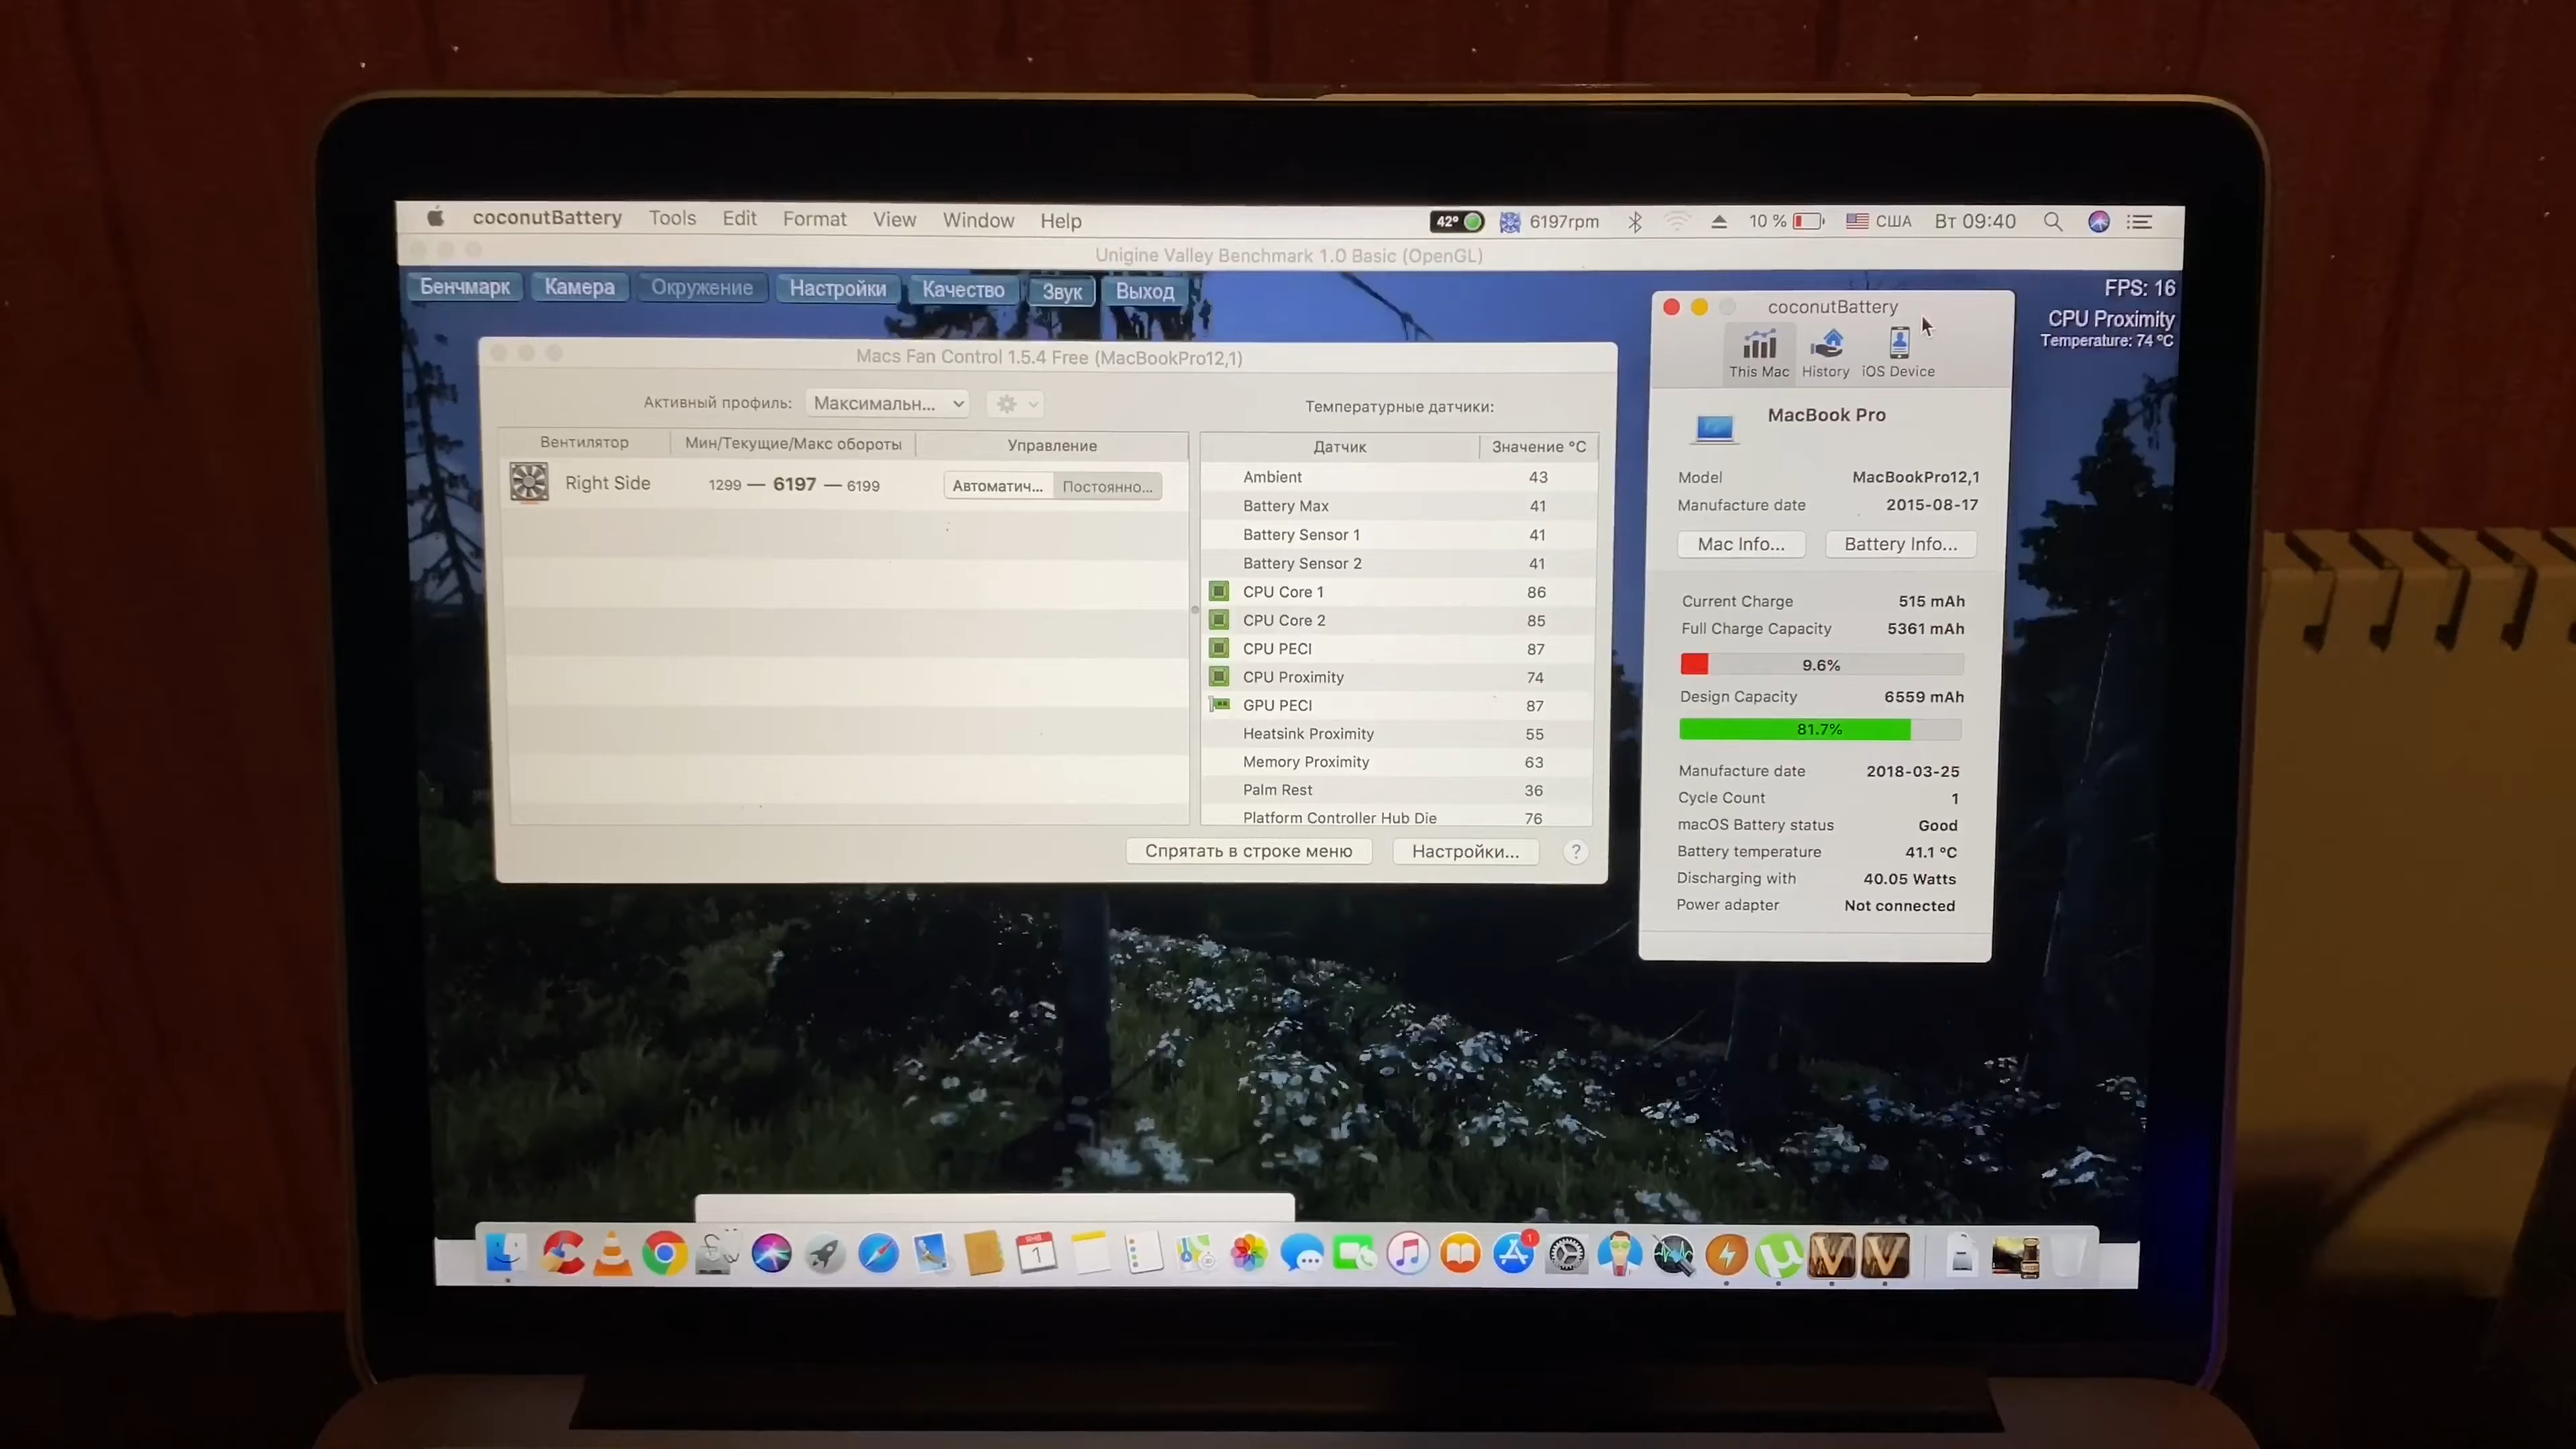 coconutBattery Tools Edit Format View Window Help 42° 6197rpm 10 % США Вт 09:40
Unigine Valley Benchmark 1.0 Basic (OpenGL)
Бенчмарк Камера Окружение Настройки Качество Звук Выход
FPS: 16
CPU Proximity
Temperature: 74 °C
Macs Fan Control 1.5.4 Free (MacBookPro12,1)
Активный профиль: Максимальн...
Вентилятор Мин/Текущие/Макс обороты Управление
Right Side 1299 — 6197 — 6199 Автоматич... Постоянно...
Температурные датчики:
Датчик Значение °C
Ambient 43
Battery Max 41
Battery Sensor 1 41
Battery Sensor 2 41
CPU Core 1 86
CPU Core 2 85
CPU PECI 87
CPU Proximity 74
GPU PECI 87
Heatsink Proximity 55
Memory Proximity 63
Palm Rest 36
Platform Controller Hub Die 76
Спрятать в строке меню Настройки... ?
coconutBattery
This Mac History iOS Device
MacBook Pro
Model MacBookPro12,1
Manufacture date 2015-08-17
Mac Info... Battery Info...
Current Charge 515 mAh
Full Charge Capacity 5361 mAh
9.6%
Design Capacity 6559 mAh
81.7%
Manufacture date 2018-03-25
Cycle Count 1
macOS Battery status Good
Battery temperature 41.1 °C
Discharging with 40.05 Watts
Power adapter Not connected
ЯНВ
1
1
V V